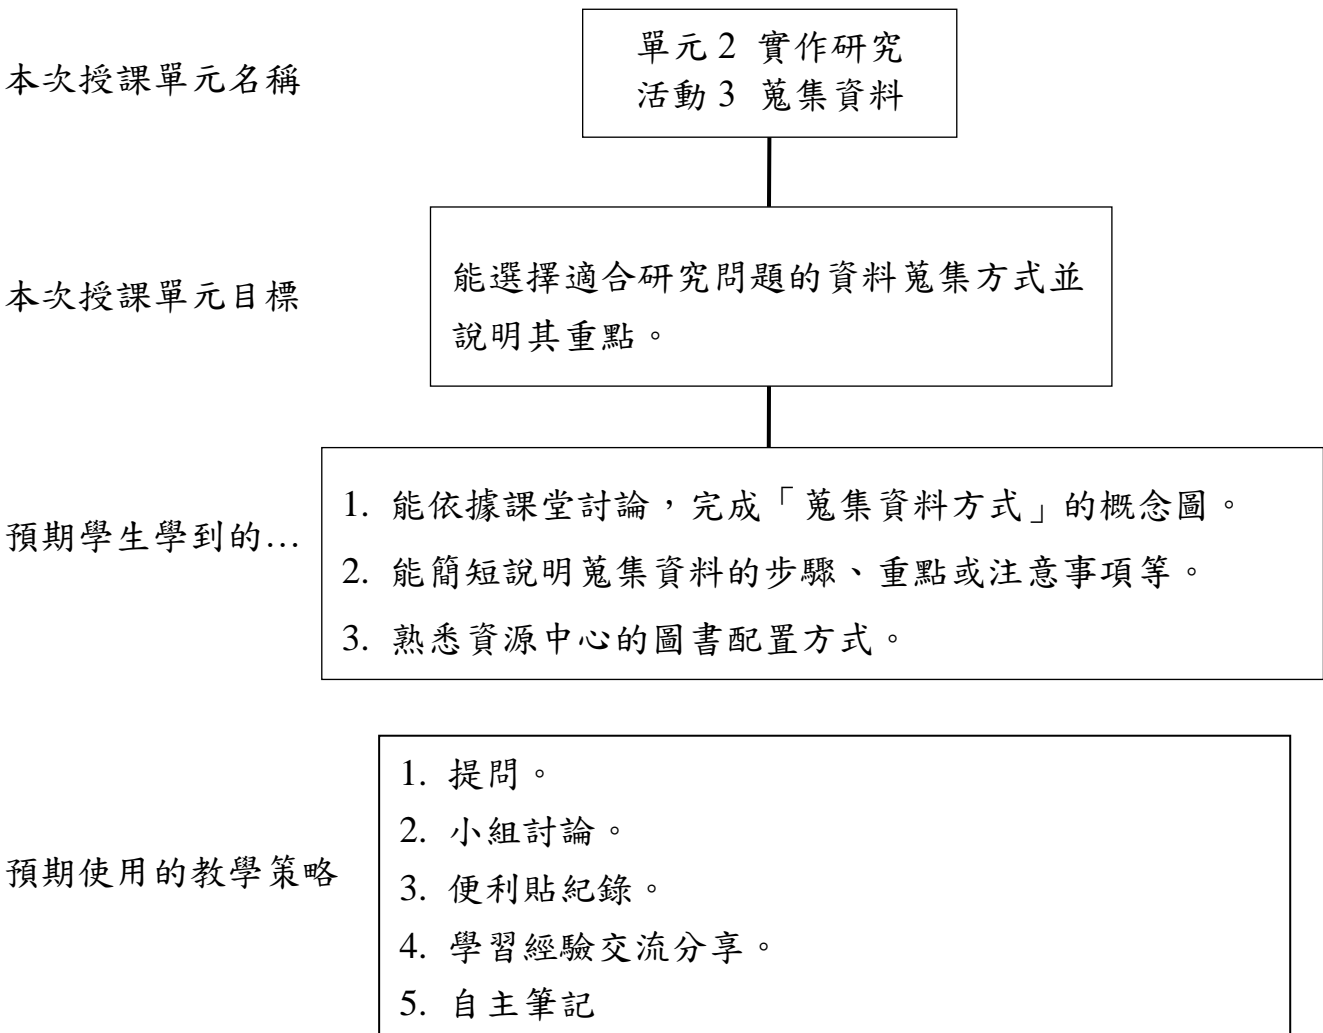 本次授課單元名稱
單元 2 實作研究
活動 3 蒐集資料
本次授課單元目標
能選擇適合研究問題的資料蒐集方式並
說明其重點。
預期學生學到的…
1. 能依據課堂討論，完成「蒐集資料方式」的概念圖。
2. 能簡短說明蒐集資料的步驟、重點或注意事項等。
3. 熟悉資源中心的圖書配置方式。
預期使用的教學策略
1. 提問。
2. 小組討論。
3. 便利貼紀錄。
4. 學習經驗交流分享。
5. 自主筆記